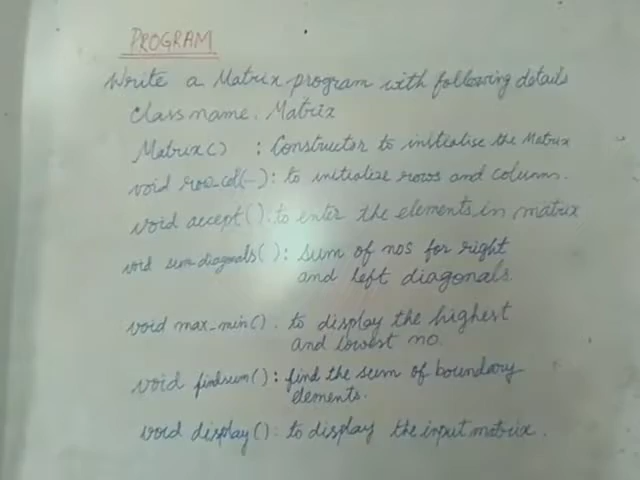 PROGRAM
Write a Matrix program with following details
Class name. Matrix
Matrix() : Constructor to initialise the Matrix
void row_col(--): to initialise rows and column.
void accept(): to enter the elements in matrix
void sum diagonals(): sum of nos for right
and left diagonals
void max_min(). to display the highest
and lowest no.
void findsum(): find the sum of boundary
elements.
void display(): to display the input matrix.